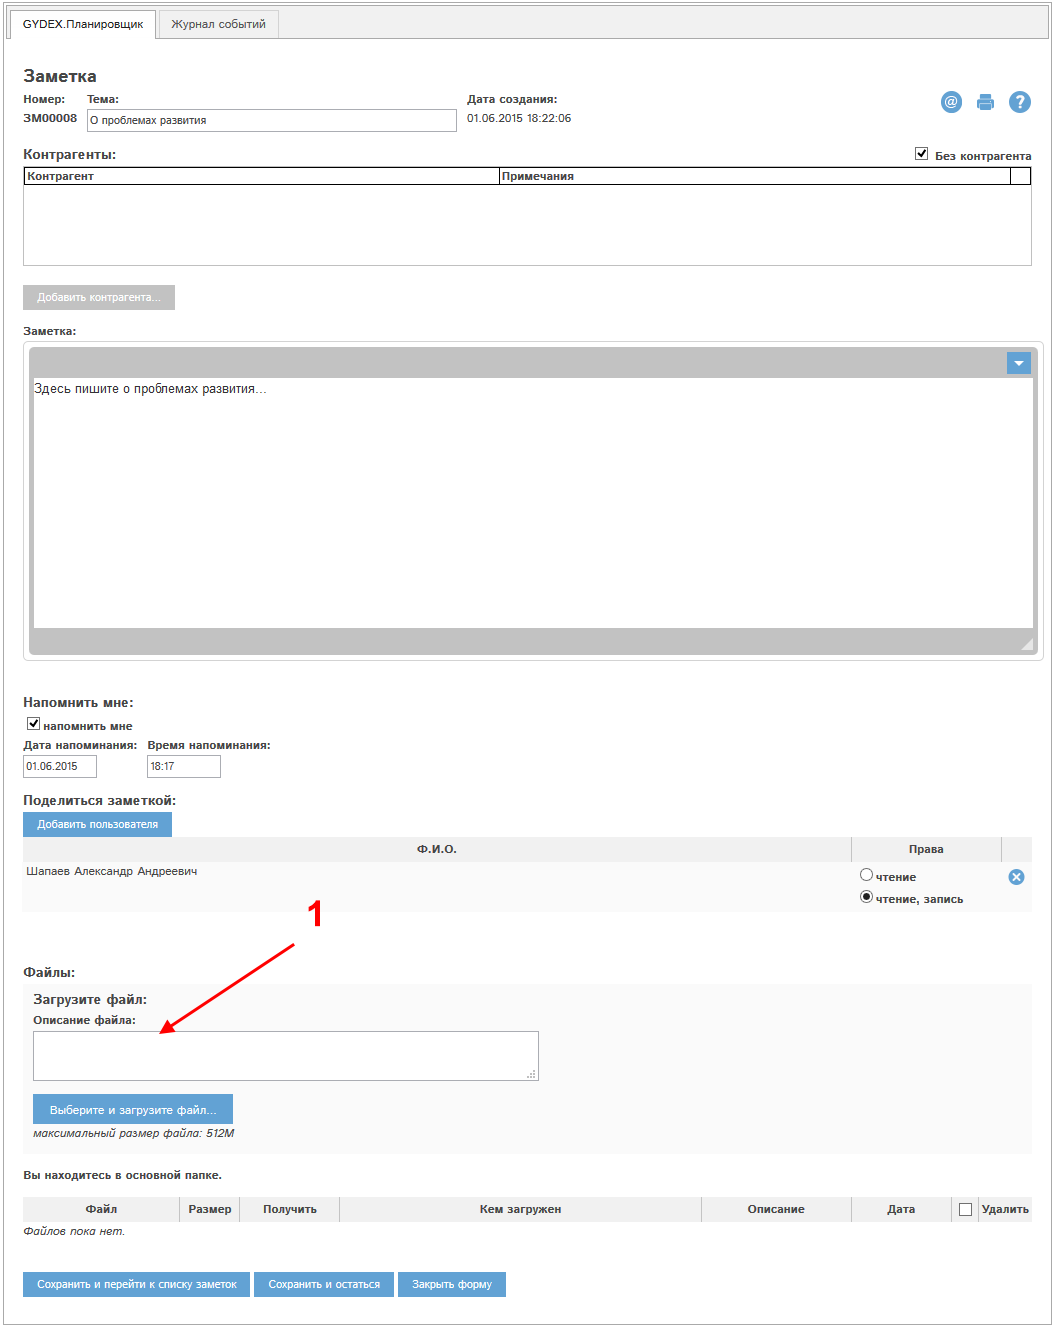 GYDEX.Планировщик Журнал событий
Заметка
Номер: Тема: Дата создания:
ЗМ00008 О проблемах развития 01.06.2015 18:22:06
@ ?
Контрагенты: Без контрагента
Контрагент Примечания
Добавить контрагента...
Заметка:
Здесь пишите о проблемах развития...
Напомнить мне:
напомнить мне
Дата напоминания: Время напоминания:
01.06.2015 18:17
Поделиться заметкой:
Добавить пользователя
Ф.И.О. Права
Шапаев Александр Андреевич чтение
чтение, запись
1
Файлы:
Загрузите файл:
Описание файла:
Выберите и загрузите файл...
максимальный размер файла: 512М
Вы находитесь в основной папке.
Файл Размер Получить Кем загружен Описание Дата Удалить
Файлов пока нет.
Сохранить и перейти к списку заметок Сохранить и остаться Закрыть форму